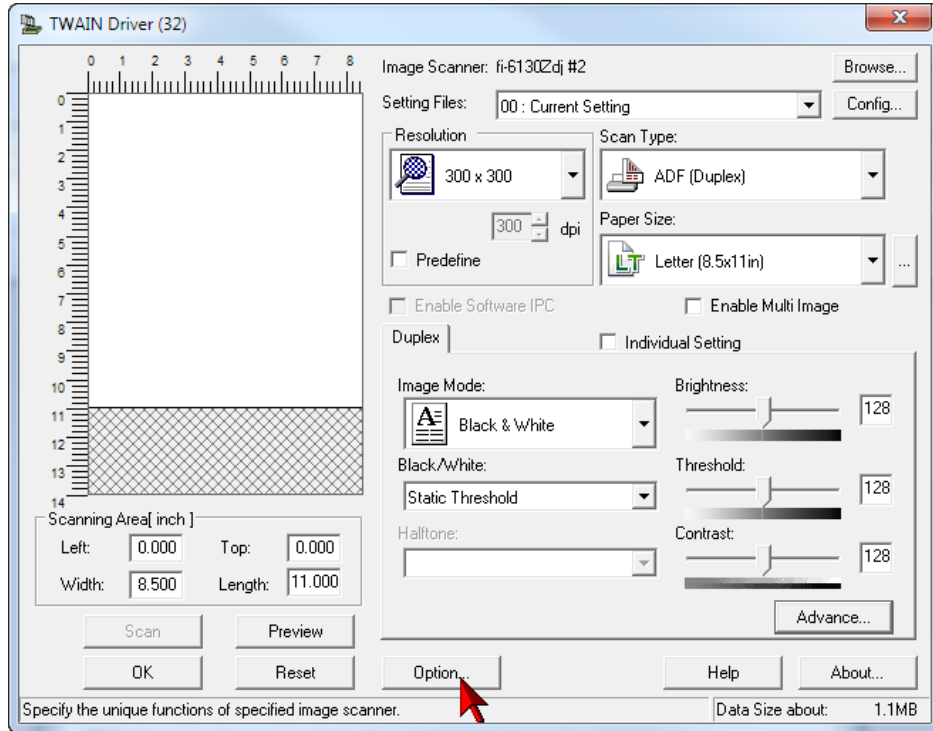 TWAIN Driver (32)
0 1 2 3 4 5 6 7 8
0
1
2
3
4
5
6
7
8
9
10
11
12
13
14
Image Scanner: fi-6130Zdj #2
Browse...
Setting Files: 00 : Current Setting
Config...
Resolution
300 x 300
300 dpi
Predefine
Scan Type:
ADF (Duplex)
Paper Size:
LT Letter (8.5x11in)
...
Enable Software IPC
Enable Multi Image
Duplex
Individual Setting
Image Mode:
A Black & White
Black/White:
Static Threshold
Halftone:
Brightness:
128
Threshold:
128
Contrast:
128
Advance...
Scanning Area[ inch ]
Left: 0.000 Top: 0.000
Width: 8.500 Length: 11.000
Scan Preview
OK Reset
Option...
Help
About...
Specify the unique functions of specified image scanner.
Data Size about: 1.1MB